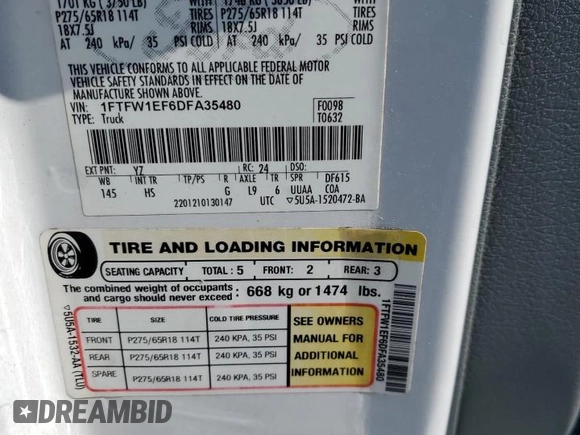 1701 KG ( 3750 LB)
P275/65R18 114T TIRES P275/65R18 114T
18X7.5J RIMS 18X7.5J
AT 240 kPa/ 35 PSI COLD AT 240 kPa/ 35 PSI COLD
THIS VEHICLE CONFORMS TO ALL APPLICABLE FEDERAL MOTOR
VEHICLE SAFETY STANDARDS IN EFFECT ON THE DATE OF
MANUFACTURE SHOWN ABOVE.
VIN: 1FTFW1EF6DFA35480 F0098
TYPE: Truck T0632
EXT PNT: YZ RC: 24 DSO:
WB INT TR TP/PS R AXLE TR SPR DF615
145 HS G L9 6 UUAA COA
2201210130147 UTC ▽5U5A-1520472-BA
TIRE AND LOADING INFORMATION
SEATING CAPACITY TOTAL: 5 FRONT: 2 REAR: 3
The combined weight of occupants and cargo should never exceed: 668 kg or 1474 lbs.
TIRE SIZE COLD TIRE PRESSURE
FRONT P275/65R18 114T 240 KPA, 35 PSI
REAR P275/65R18 114T 240 KPA, 35 PSI
SPARE P275/65R18 114T 240 KPA, 35 PSI
SEE OWNERS
MANUAL FOR
ADDITIONAL
INFORMATION
▽5U5A-1532-AA (TLU)
1FTFW1EF6DFA35480
DREAMBID